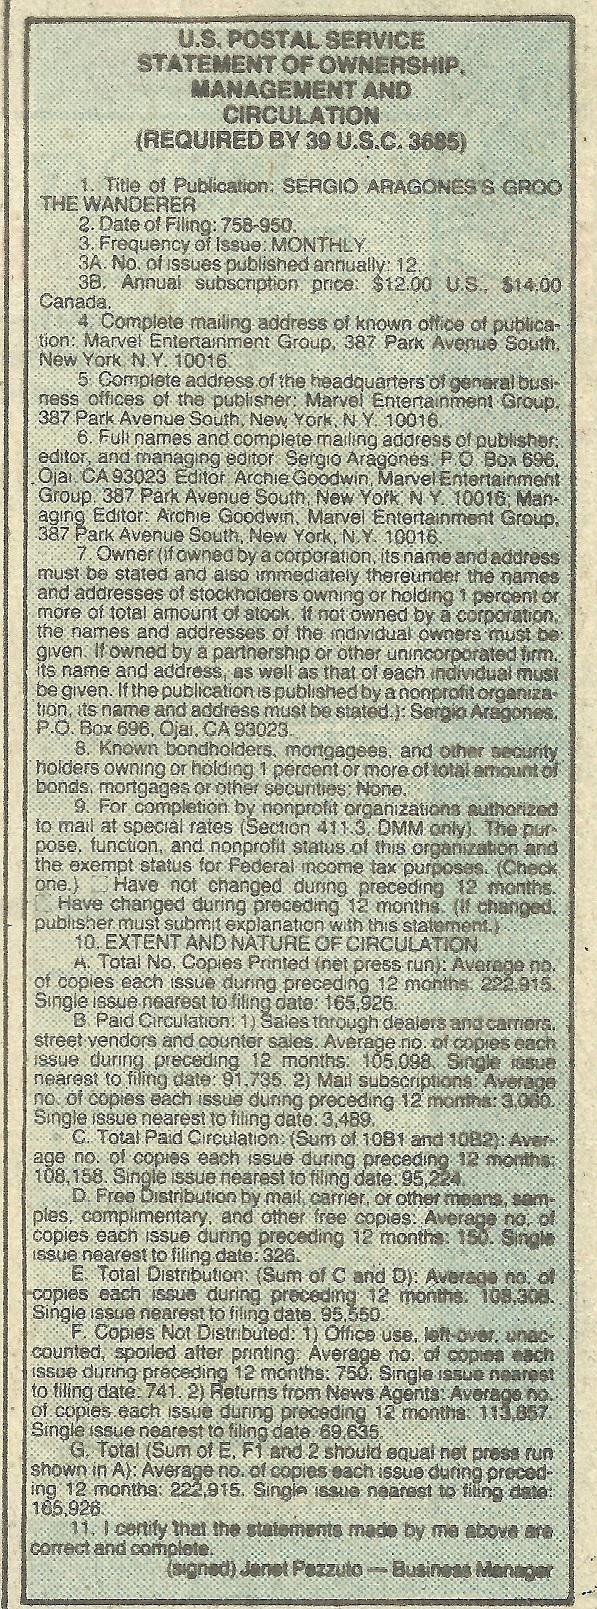 U.S. POSTAL SERVICE
STATEMENT OF OWNERSHIP,
MANAGEMENT AND
CIRCULATION
(REQUIRED BY 39 U.S.C. 3685)
1. Title of Publication: SERGIO ARAGONES'S GROO
THE WANDERER
2. Date of Filing: 758-950.
3. Frequency of Issue: MONTHLY.
3A. No. of issues published annually: 12.
3B. Annual subscription price: $12.00 U.S., $14.00
Canada.
4. Complete mailing address of known office of publica-
tion: Marvel Entertainment Group, 387 Park Avenue South,
New York, N.Y. 10016.
5. Complete address of the headquarters of general busi-
ness offices of the publisher: Marvel Entertainment Group,
387 Park Avenue South, New York, N.Y. 10016.
6. Full names and complete mailing address of publisher;
editor, and managing editor: Sergio Aragones, P.O. Box 696,
Ojai, CA 93023. Editor: Archie Goodwin, Marvel Entertainment
Group, 387 Park Avenue South, New York, N.Y. 10016; Man-
aging Editor: Archie Goodwin, Marvel Entertainment Group,
387 Park Avenue South, New York, N.Y. 10016.
7. Owner (if owned by a corporation, its name and address
must be stated and also immediately thereunder the names
and addresses of stockholders owning or holding 1 percent or
more of total amount of stock. If not owned by a corporation,
the names and addresses of the individual owners must be
given. If owned by a partnership or other unincorporated firm,
its name and address, as well as that of each individual must
be given. If the publication is published by a nonprofit organiza-
tion, its name and address must be stated.): Sergio Aragones,
P.O. Box 696, Ojai, CA 93023.
8. Known bondholders, mortgagees, and other security
holders owning or holding 1 percent or more of total amount of
bonds, mortgages or other securities: None.
9. For completion by nonprofit organizations authorized
to mail at special rates (Section 411.3, DMM only). The pur-
pose, function, and nonprofit status of this organization and
the exempt status for Federal income tax purposes. (Check
one.) □ Have not changed during preceding 12 months.
□ Have changed during preceding 12 months. (If changed,
publisher must submit explanation with this statement.)
10. EXTENT AND NATURE OF CIRCULATION
A. Total No. Copies Printed (net press run): Average no.
of copies each issue during preceding 12 months: 222,915.
Single issue nearest to filing date: 165,926.
B. Paid Circulation: 1) Sales through dealers and carriers,
street vendors and counter sales. Average no. of copies each
issue during preceding 12 months: 105,098. Single issue
nearest to filing date: 91,735. 2) Mail subscriptions: Average
no. of copies each issue during preceding 12 months: 3,060.
Single issue nearest to filing date: 3,489.
C. Total Paid Circulation: (Sum of 10B1 and 10B2): Aver-
age no. of copies each issue during preceding 12 months:
108,158. Single issue nearest to filing date: 95,224.
D. Free Distribution by mail, carrier, or other means, sam-
ples, complimentary, and other free copies: Average no. of
copies each issue during preceding 12 months: 150. Single
issue nearest to filing date: 326.
E. Total Distribution: (Sum of C and D): Average no. of
copies each issue during preceding 12 months: 108,308.
Single issue nearest to filing date: 95,550.
F. Copies Not Distributed: 1) Office use, left-over, unac-
counted, spoiled after printing: Average no. of copies each
issue during preceding 12 months: 750. Single issue nearest
to filing date: 741. 2) Returns from News Agents: Average no.
of copies each issue during preceding 12 months: 113,857.
Single issue nearest to filing date: 69,635.
G. Total (Sum of E, F1 and 2 should equal net press run
shown in A): Average no. of copies each issue during preced-
ing 12 months: 222,915. Single issue nearest to filing date:
165,926.
11. I certify that the statements made by me above are
correct and complete.
(signed) Janet Pezzuto — Business Manager